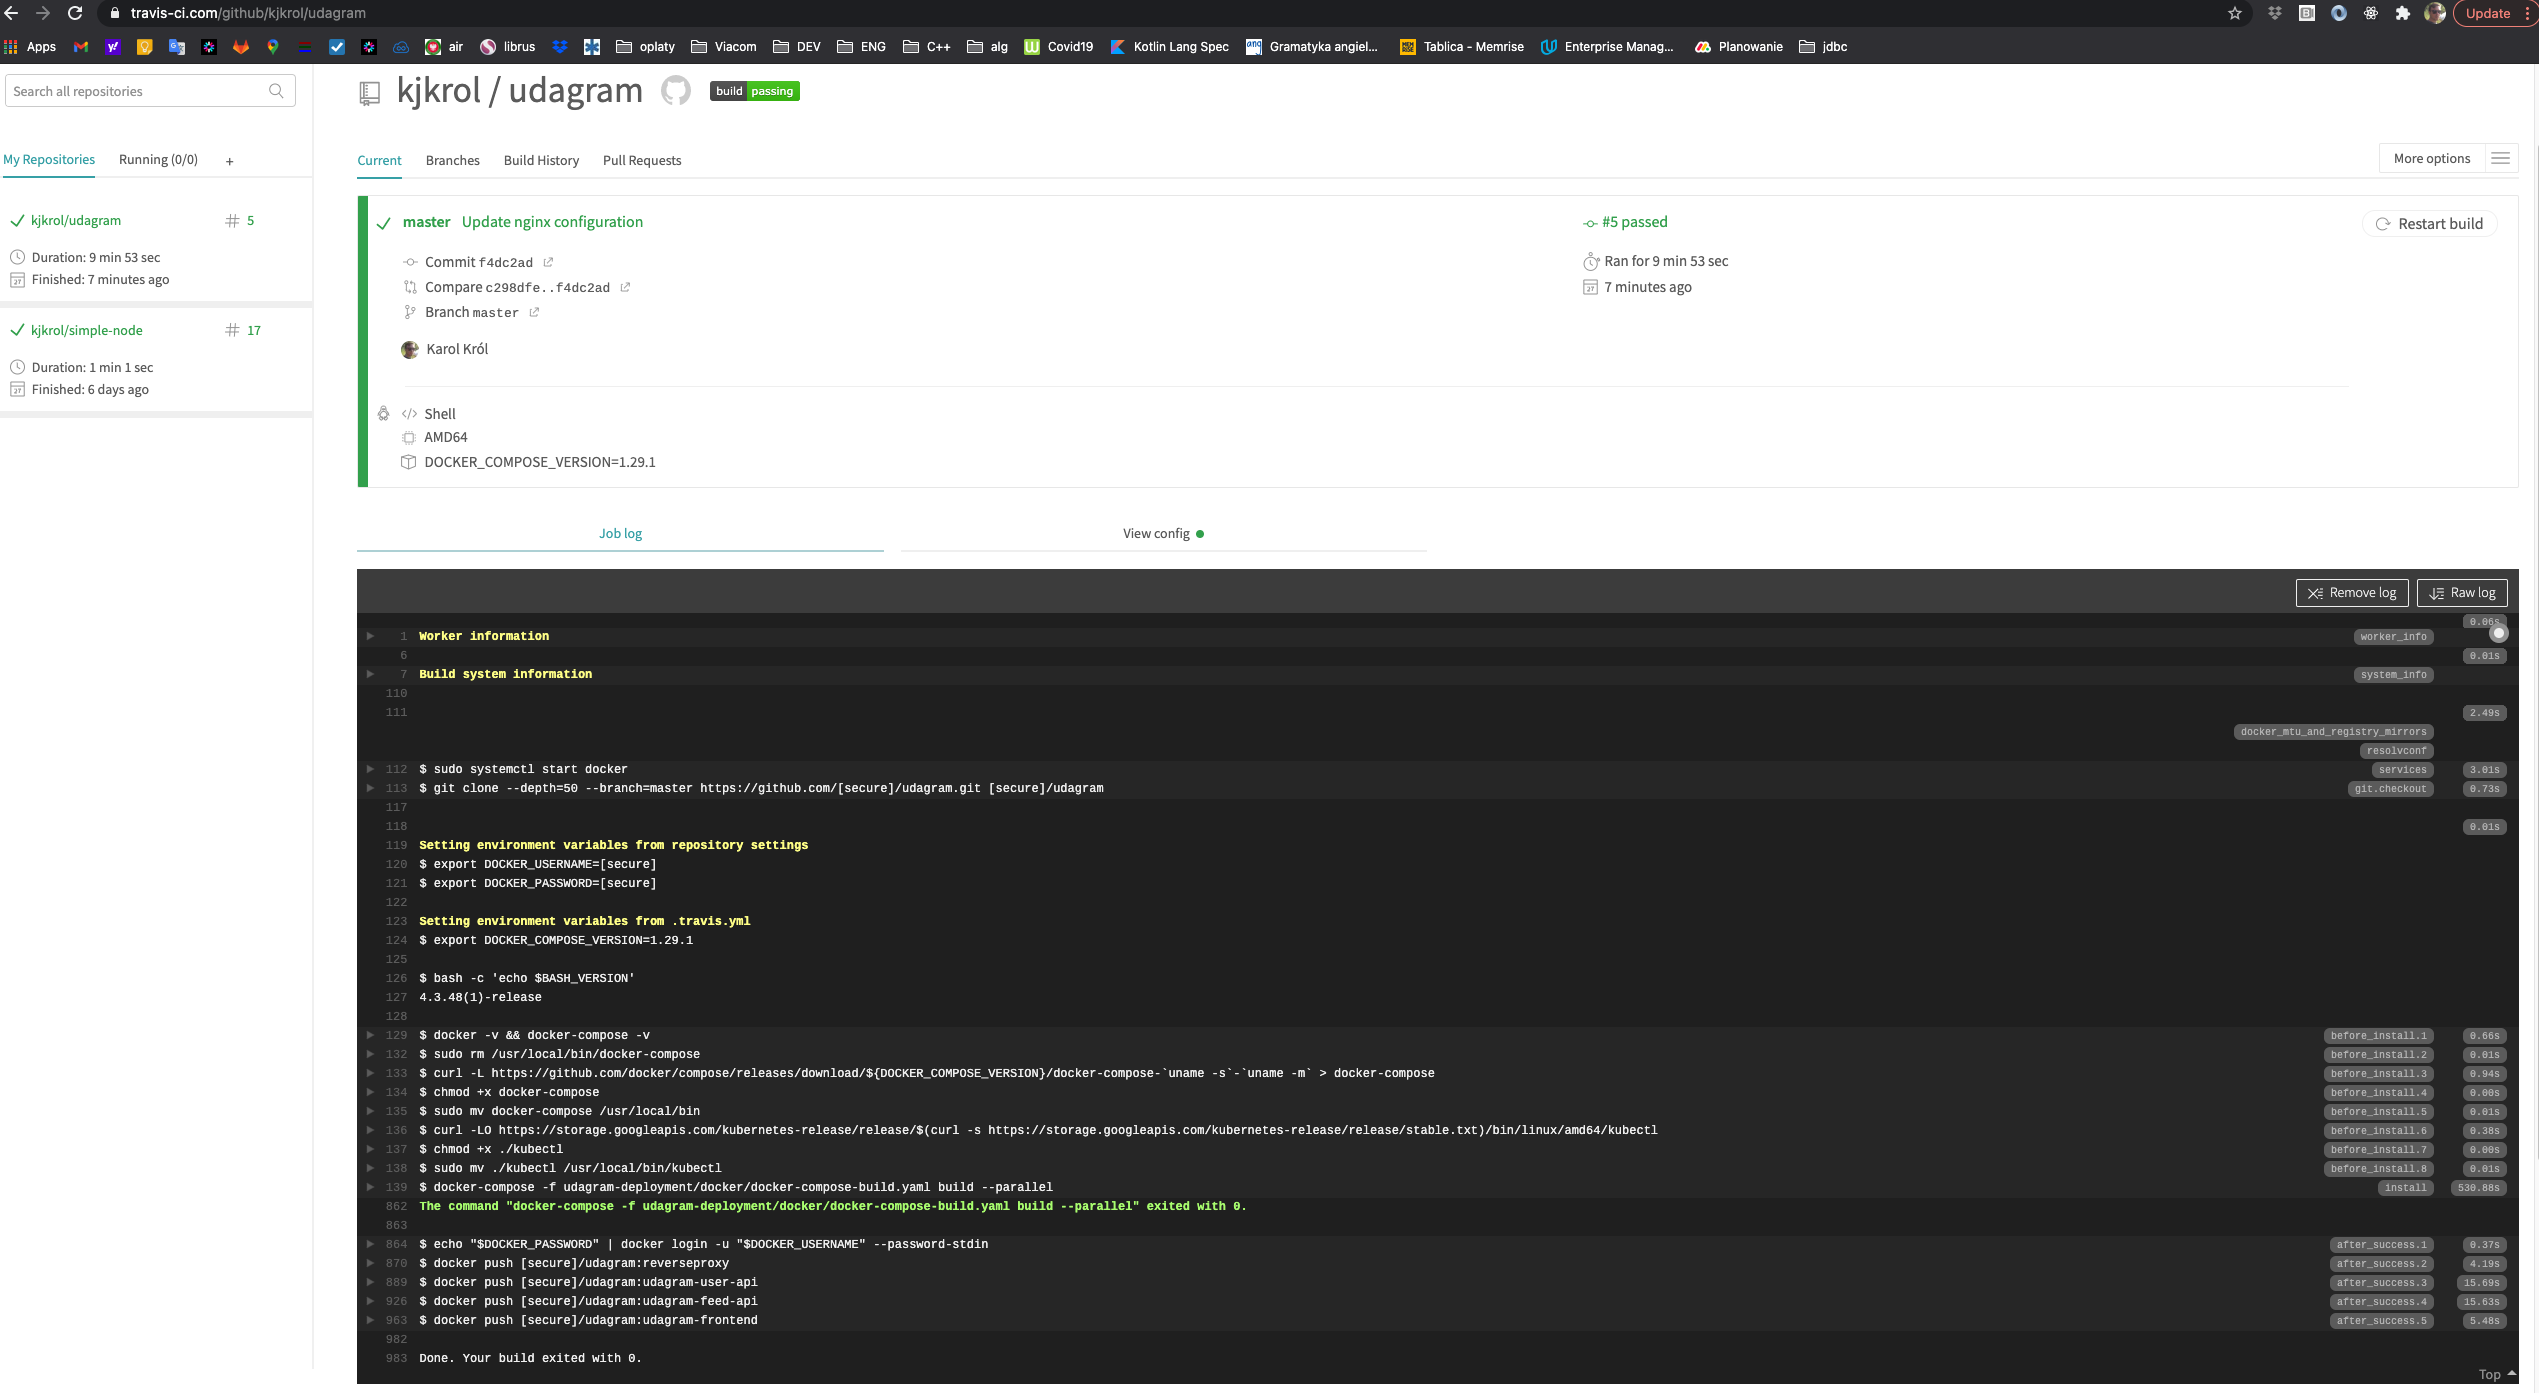 travis-ci.com/github/kjkrol/udagram
Update
Apps
air
librus
oplaty
Viacom
DEV
ENG
C++
alg
Covid19
Kotlin Lang Spec
Gramatyka angiel...
Tablica - Memrise
Enterprise Manag...
Planowanie
jdbc
Search all repositories
kjkrol / udagram
build passing
My Repositories
Running (0/0)
+
Current
Branches
Build History
Pull Requests
More options
kjkrol/udagram
# 5
Duration: 9 min 53 sec
Finished: 7 minutes ago
kjkrol/simple-node
# 17
Duration: 1 min 1 sec
Finished: 6 days ago
master Update nginx configuration
#5 passed
Restart build
Commit f4dc2ad
Ran for 9 min 53 sec
Compare c298dfe..f4dc2ad
7 minutes ago
Branch master
Karol Król
Shell
AMD64
DOCKER_COMPOSE_VERSION=1.29.1
Job log
View config
Remove log
Raw log
0.06s
1 Worker information worker_info
6 0.01s
7 Build system information system_info
110
111 2.49s
docker_mtu_and_registry_mirrors
resolvconf
112 $ sudo systemctl start docker services 3.01s
113 $ git clone --depth=50 --branch=master https://github.com/[secure]/udagram.git [secure]/udagram git.checkout 0.73s
117
118 0.01s
119 Setting environment variables from repository settings
120 $ export DOCKER_USERNAME=[secure]
121 $ export DOCKER_PASSWORD=[secure]
122
123 Setting environment variables from .travis.yml
124 $ export DOCKER_COMPOSE_VERSION=1.29.1
125
126 $ bash -c 'echo $BASH_VERSION'
127 4.3.48(1)-release
128
129 $ docker -v && docker-compose -v before_install.1 0.66s
132 $ sudo rm /usr/local/bin/docker-compose before_install.2 0.01s
133 $ curl -L https://github.com/docker/compose/releases/download/${DOCKER_COMPOSE_VERSION}/docker-compose-`uname -s`-`uname -m` > docker-compose before_install.3 0.94s
134 $ chmod +x docker-compose before_install.4 0.00s
135 $ sudo mv docker-compose /usr/local/bin before_install.5 0.01s
136 $ curl -LO https://storage.googleapis.com/kubernetes-release/release/$(curl -s https://storage.googleapis.com/kubernetes-release/release/stable.txt)/bin/linux/amd64/kubectl before_install.6 0.38s
137 $ chmod +x ./kubectl before_install.7 0.00s
138 $ sudo mv ./kubectl /usr/local/bin/kubectl before_install.8 0.01s
139 $ docker-compose -f udagram-deployment/docker/docker-compose-build.yaml build --parallel install 530.88s
862 The command "docker-compose -f udagram-deployment/docker/docker-compose-build.yaml build --parallel" exited with 0.
863
864 $ echo "$DOCKER_PASSWORD" | docker login -u "$DOCKER_USERNAME" --password-stdin after_success.1 0.37s
870 $ docker push [secure]/udagram:reverseproxy after_success.2 4.19s
889 $ docker push [secure]/udagram:udagram-user-api after_success.3 15.69s
926 $ docker push [secure]/udagram:udagram-feed-api after_success.4 15.63s
963 $ docker push [secure]/udagram:udagram-frontend after_success.5 5.48s
982
983 Done. Your build exited with 0.
Top